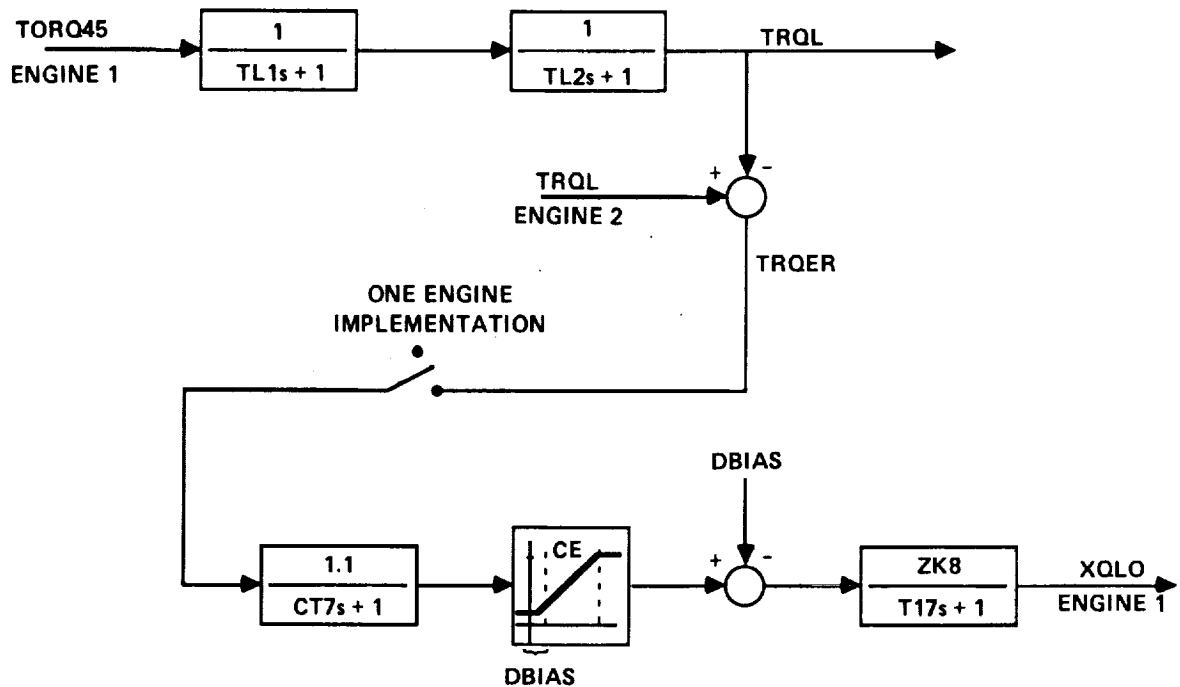 TORQ45
ENGINE 1
1
TL1s + 1
1
TL2s + 1
TRQL
+
-
TRQL
ENGINE 2
TRQER
ONE ENGINE
IMPLEMENTATION
DBIAS
1.1
CT7s + 1
CE
DBIAS
+
-
ZK8
T17s + 1
XQLO
ENGINE 1